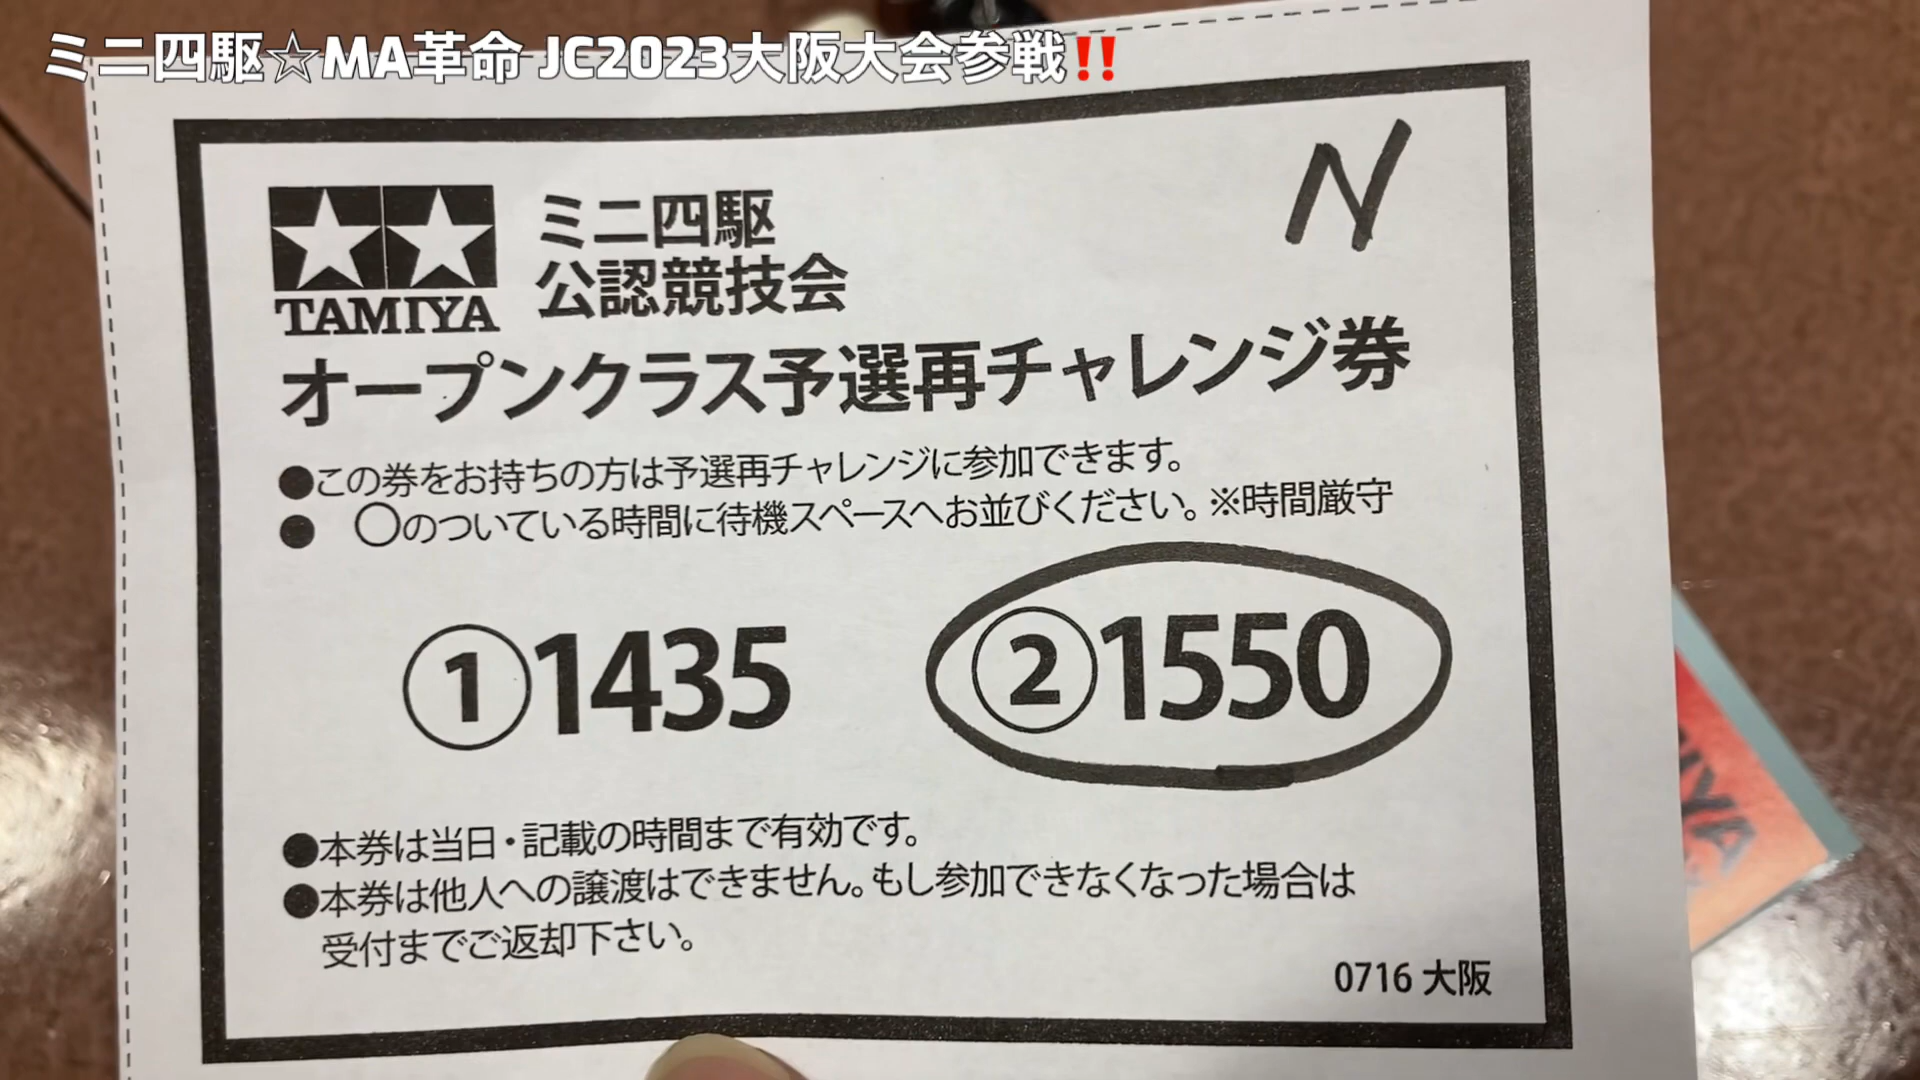 ミニ四駆☆MA革命 JC2023大阪大会参戦‼️
N
TAMIYA
ミニ四駆
公認競技会
オープンクラス予選再チャレンジ券
●この券をお持ちの方は予選再チャレンジに参加できます。
● 〇のついている時間に待機スペースへお並びください。※時間厳守
①1435 ②1550
●本券は当日・記載の時間まで有効です。
●本券は他人への譲渡はできません。もし参加できなくなった場合は
受付までご返却下さい。
0716 大阪